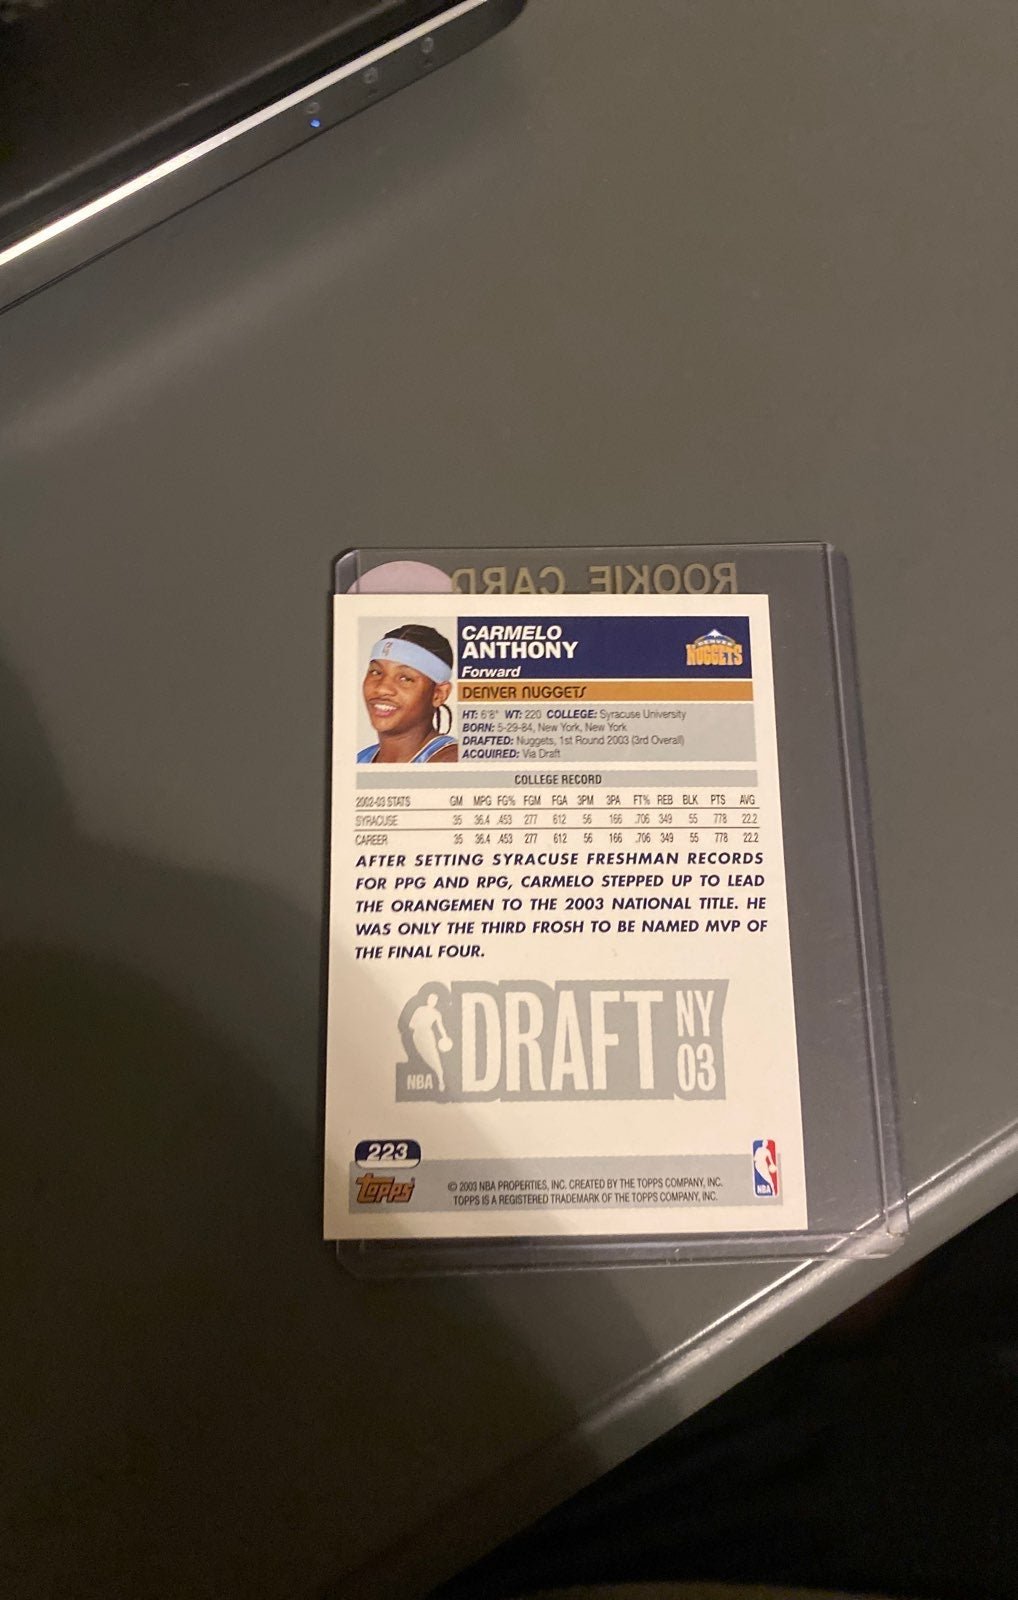 ROOKIE CARD
CARMELO
ANTHONY
DENVER
NUGGETS
Forward
DENVER NUGGETS
HT: 6'8" WT: 220 COLLEGE: Syracuse University
BORN: 5-29-84, New York, New York
DRAFTED: Nuggets, 1st Round 2003 (3rd Overall)
ACQUIRED: Via Draft
COLLEGE RECORD
2002-03 STATS GM MPG FG% FGM FGA 3PM 3PA FT% REB BLK PTS AVG
SYRACUSE 35 36.4 .453 277 612 56 166 .706 349 55 778 22.2
CAREER 35 36.4 .453 277 612 56 166 .706 349 55 778 22.2
AFTER SETTING SYRACUSE FRESHMAN RECORDS
FOR PPG AND RPG, CARMELO STEPPED UP TO LEAD
THE ORANGEMEN TO THE 2003 NATIONAL TITLE. HE
WAS ONLY THE THIRD FROSH TO BE NAMED MVP OF
THE FINAL FOUR.
NBA DRAFT NY
03
223
Topps
© 2003 NBA PROPERTIES, INC. CREATED BY THE TOPPS COMPANY, INC.
TOPPS IS A REGISTERED TRADEMARK OF THE TOPPS COMPANY, INC.
NBA